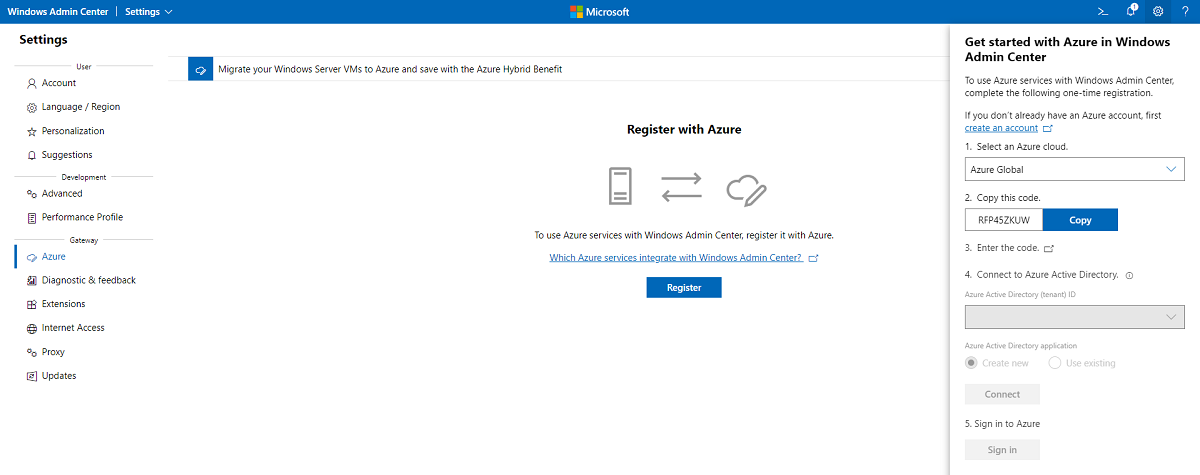 Windows Admin Center
Settings
Microsoft
>_
1
?
Settings
User
Account
Language / Region
Personalization
Suggestions
Development
Advanced
Performance Profile
Gateway
Azure
Diagnostic & feedback
Extensions
Internet Access
Proxy
Updates
Migrate your Windows Server VMs to Azure and save with the Azure Hybrid Benefit
Register with Azure
To use Azure services with Windows Admin Center, register it with Azure.
Which Azure services integrate with Windows Admin Center?
Register
Get started with Azure in Windows
Admin Center
To use Azure services with Windows Admin Center,
complete the following one-time registration.
If you don't already have an Azure account, first
create an account
1. Select an Azure cloud.
Azure Global
2. Copy this code.
RFP45ZKUW
Copy
3. Enter the code.
4. Connect to Azure Active Directory.
Azure Active Directory (tenant) ID
Azure Active Directory application
Create new
Use existing
Connect
5. Sign in to Azure
Sign in